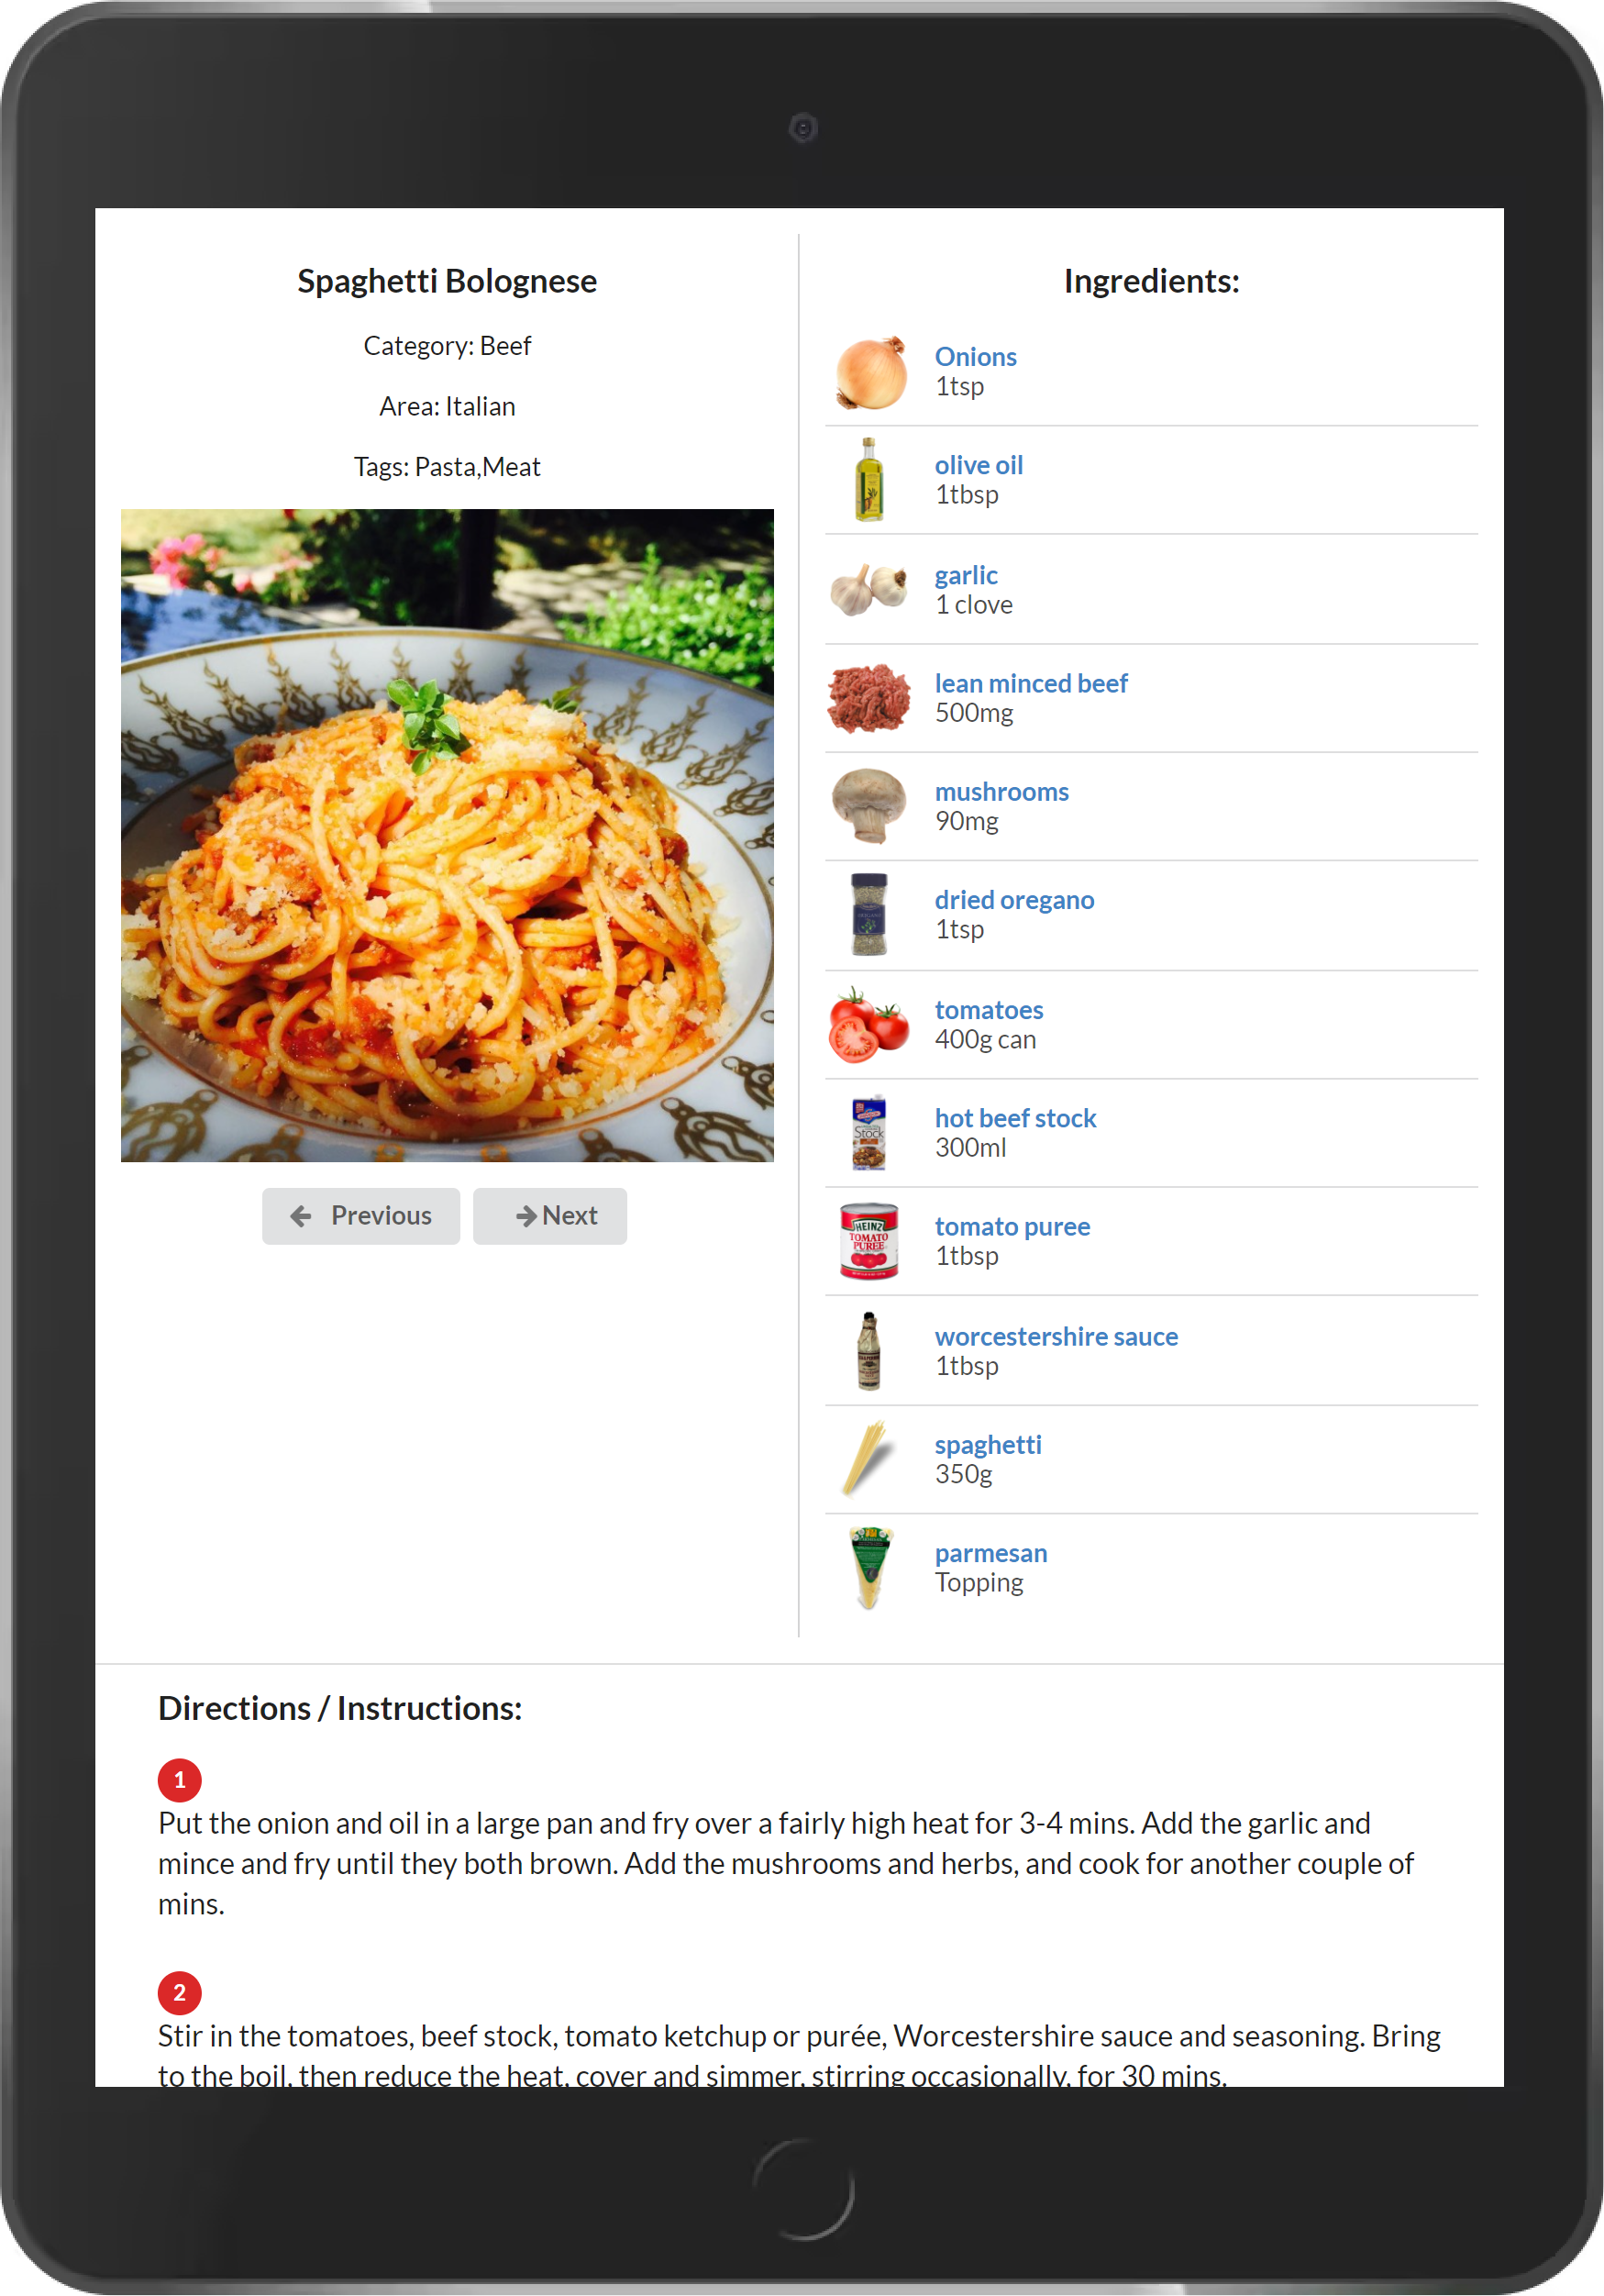 Spaghetti Bolognese
Category: Beef
Area: Italian
Tags: Pasta,Meat
Previous
Next
Ingredients:
Onions
1tsp
olive oil
1tbsp
garlic
1 clove
lean minced beef
500mg
mushrooms
90mg
dried oregano
1tsp
tomatoes
400g can
hot beef stock
300ml
Stock
tomato puree
1tbsp
HEINZ
TOMATO
PUREE
worcestershire sauce
1tbsp
spaghetti
350g
parmesan
Topping
Directions / Instructions:
1
Put the onion and oil in a large pan and fry over a fairly high heat for 3-4 mins. Add the garlic and
mince and fry until they both brown. Add the mushrooms and herbs, and cook for another couple of
mins.
2
Stir in the tomatoes, beef stock, tomato ketchup or purée, Worcestershire sauce and seasoning. Bring
to the boil, then reduce the heat, cover and simmer, stirring occasionally, for 30 mins.